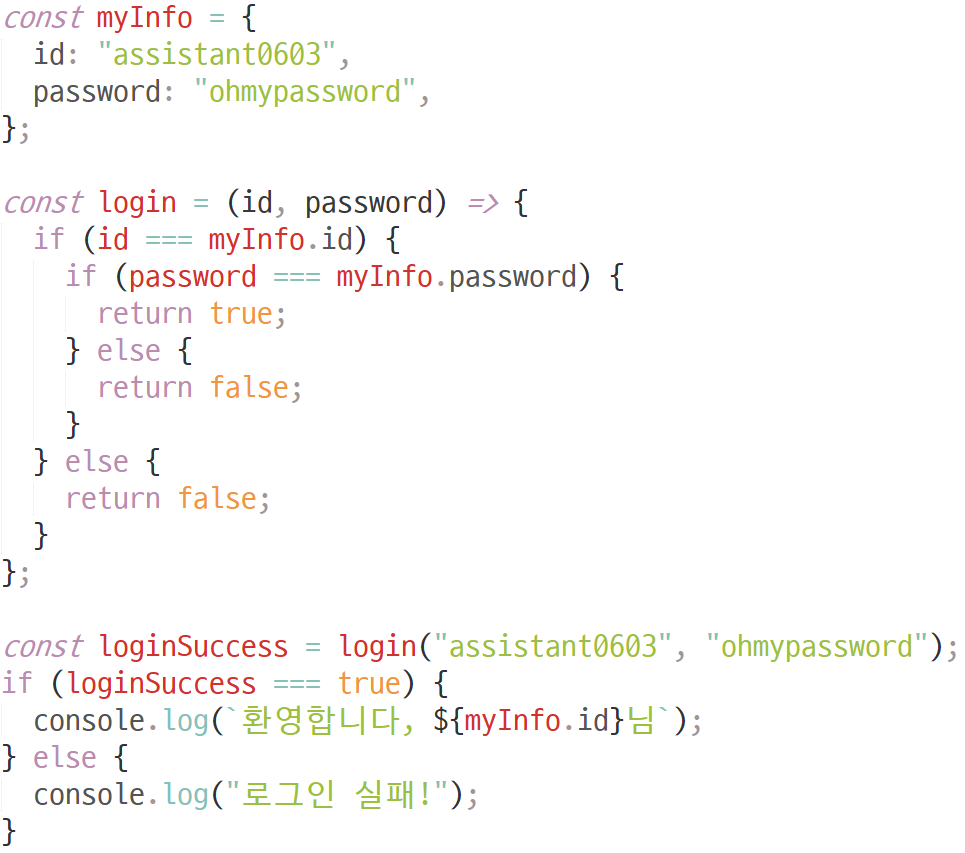 const myInfo = {
  id: "assistant0603",
  password: "ohmypassword",
};

const login = (id, password) => {
  if (id === myInfo.id) {
    if (password === myInfo.password) {
      return true;
    } else {
      return false;
    }
  } else {
    return false;
  }
};

const loginSuccess = login("assistant0603", "ohmypassword");
if (loginSuccess === true) {
  console.log(`환영합니다, ${myInfo.id}님`);
} else {
  console.log("로그인 실패!");
}